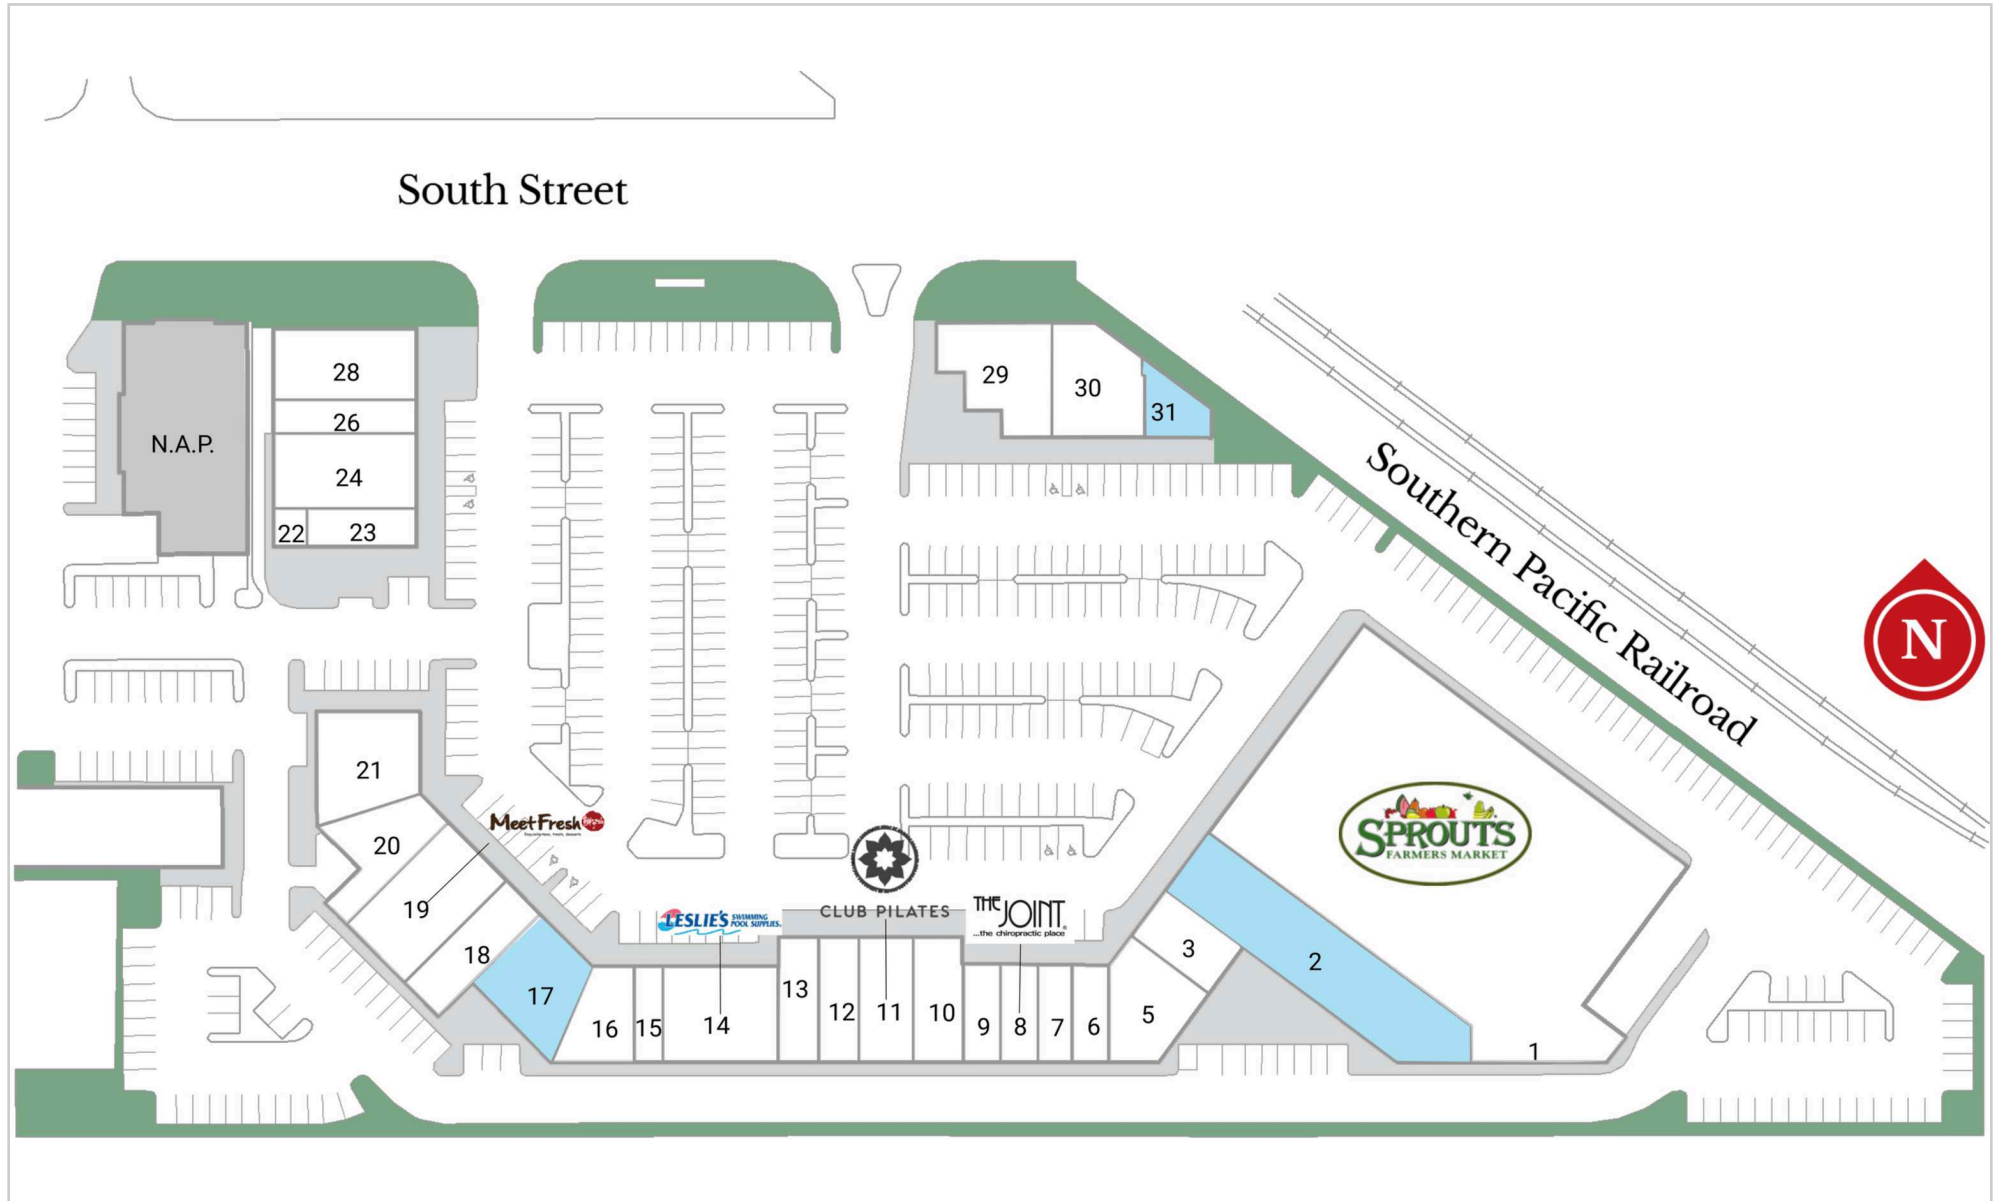 South Street
28
26
N.A.P.
24
22
23
29
30
31
Southern Pacific Railroad
N
21
20
19
18
17
MeetFresh
LESLIE'S SWIMMING
POOL SUPPLIES.
CLUB PILATES
THE JOINT
...the chiropractic place
SPROUTS
FARMERS MARKET
16
15
14
13
12
11
10
9
8
7
6
5
3
2
1